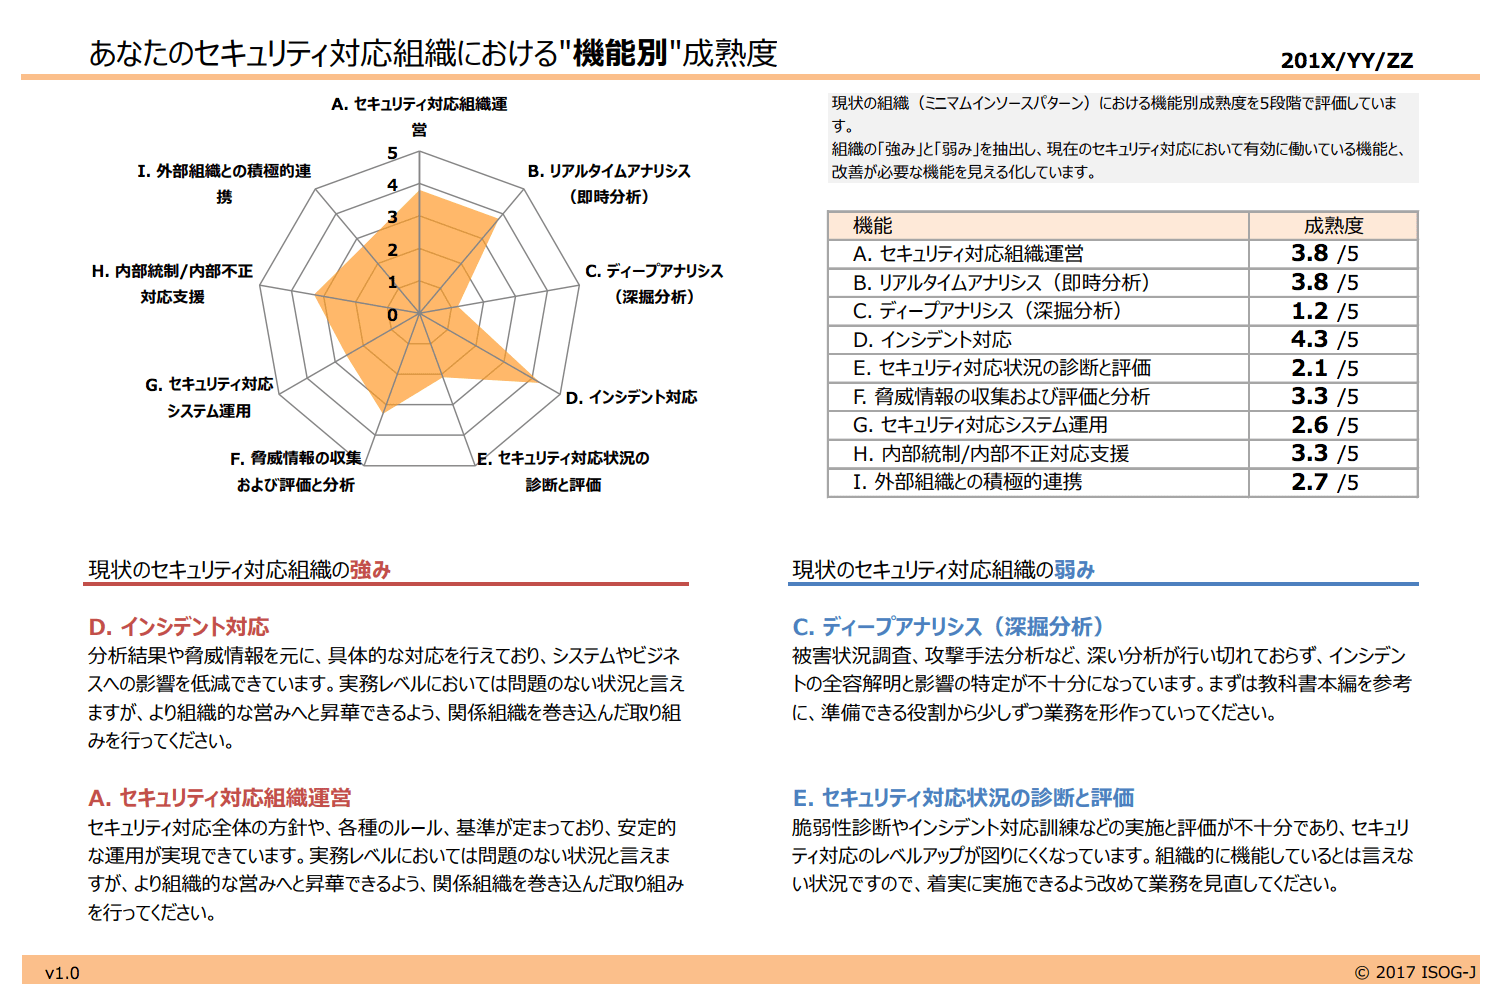 あなたのセキュリティ対応組織における"機能別"成熟度
201X/YY/ZZ
A. セキュリティ対応組織運
営
B. リアルタイムアナリシス
（即時分析）
C. ディープアナリシス
（深掘分析）
D. インシデント対応
E. セキュリティ対応状況の
診断と評価
F. 脅威情報の収集
および評価と分析
G. セキュリティ対応
システム運用
H. 内部統制/内部不正
対応支援
I. 外部組織との積極的連
携
5
4
3
2
1
0
現状の組織（ミニマムインソースパターン）における機能別成熟度を5段階で評価していま
す。
組織の「強み」と「弱み」を抽出し、現在のセキュリティ対応において有効に働いている機能と、
改善が必要な機能を見える化しています。
機能 成熟度
A. セキュリティ対応組織運営 3.8 /5
B. リアルタイムアナリシス（即時分析） 3.8 /5
C. ディープアナリシス（深掘分析） 1.2 /5
D. インシデント対応 4.3 /5
E. セキュリティ対応状況の診断と評価 2.1 /5
F. 脅威情報の収集および評価と分析 3.3 /5
G. セキュリティ対応システム運用 2.6 /5
H. 内部統制/内部不正対応支援 3.3 /5
I. 外部組織との積極的連携 2.7 /5
現状のセキュリティ対応組織の強み
D. インシデント対応
分析結果や脅威情報を元に、具体的な対応を行えており、システムやビジネ
スへの影響を低減できています。実務レベルにおいては問題のない状況と言え
ますが、より組織的な営みへと昇華できるよう、関係組織を巻き込んだ取り組
みを行ってください。
A. セキュリティ対応組織運営
セキュリティ対応全体の方針や、各種のルール、基準が定まっており、安定的
な運用が実現できています。実務レベルにおいては問題のない状況と言えま
すが、より組織的な営みへと昇華できるよう、関係組織を巻き込んだ取り組み
を行ってください。
現状のセキュリティ対応組織の弱み
C. ディープアナリシス（深掘分析）
被害状況調査、攻撃手法分析など、深い分析が行い切れておらず、インシデン
トの全容解明と影響の特定が不十分になっています。まずは教科書本編を参考
に、準備できる役割から少しずつ業務を形作っていってください。
E. セキュリティ対応状況の診断と評価
脆弱性診断やインシデント対応訓練などの実施と評価が不十分であり、セキュリ
ティ対応のレベルアップが図りにくくなっています。組織的に機能しているとは言えな
い状況ですので、着実に実施できるよう改めて業務を見直してください。
v1.0
© 2017 ISOG-J